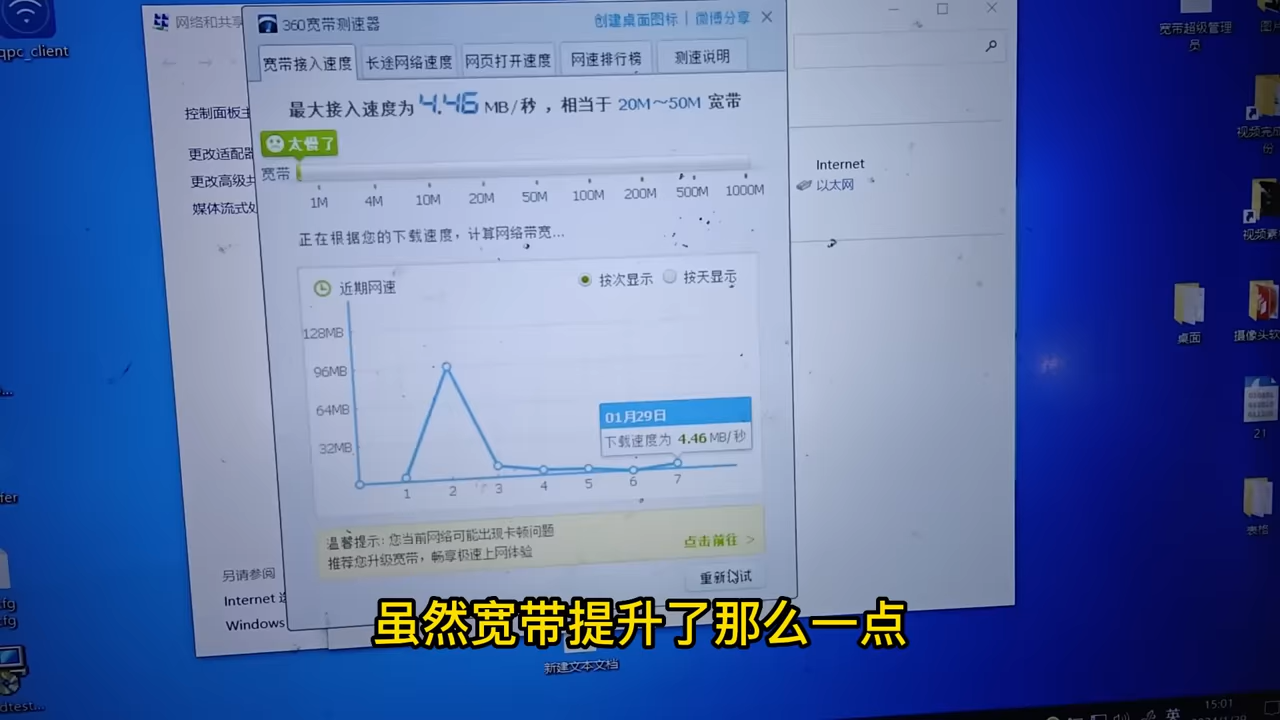 qpc_client
网络和共享
360宽带测速器
创建桌面图标 | 微博分享
宽带接入速度
长途网络速度
网页打开速度
网速排行榜
测速说明
最大接入速度为 4.46 MB/秒，相当于 20M～50M 宽带
太慢了
宽带
1M 4M 10M 20M 50M 100M 200M 500M 1000M
正在根据您的下载速度，计算网络带宽...
近期网速
按次显示 按天显示
128MB
96MB
64MB
32MB
01月29日
下载速度为 4.46MB/秒
1 2 3 4 5 6 7
温馨提示: 您当前网络可能出现卡顿问题
推荐您升级宽带，畅享极速上网体验
点击前往 >
重新测试
控制面板主
更改适配器
更改高级共
媒体流式处
另请参阅
Internet 选
Windows
Internet
以太网
宽带超级管理
员
桌面
摄像头软
21
表格
新建文本文档
虽然宽带提升了那么一点
英
15:01